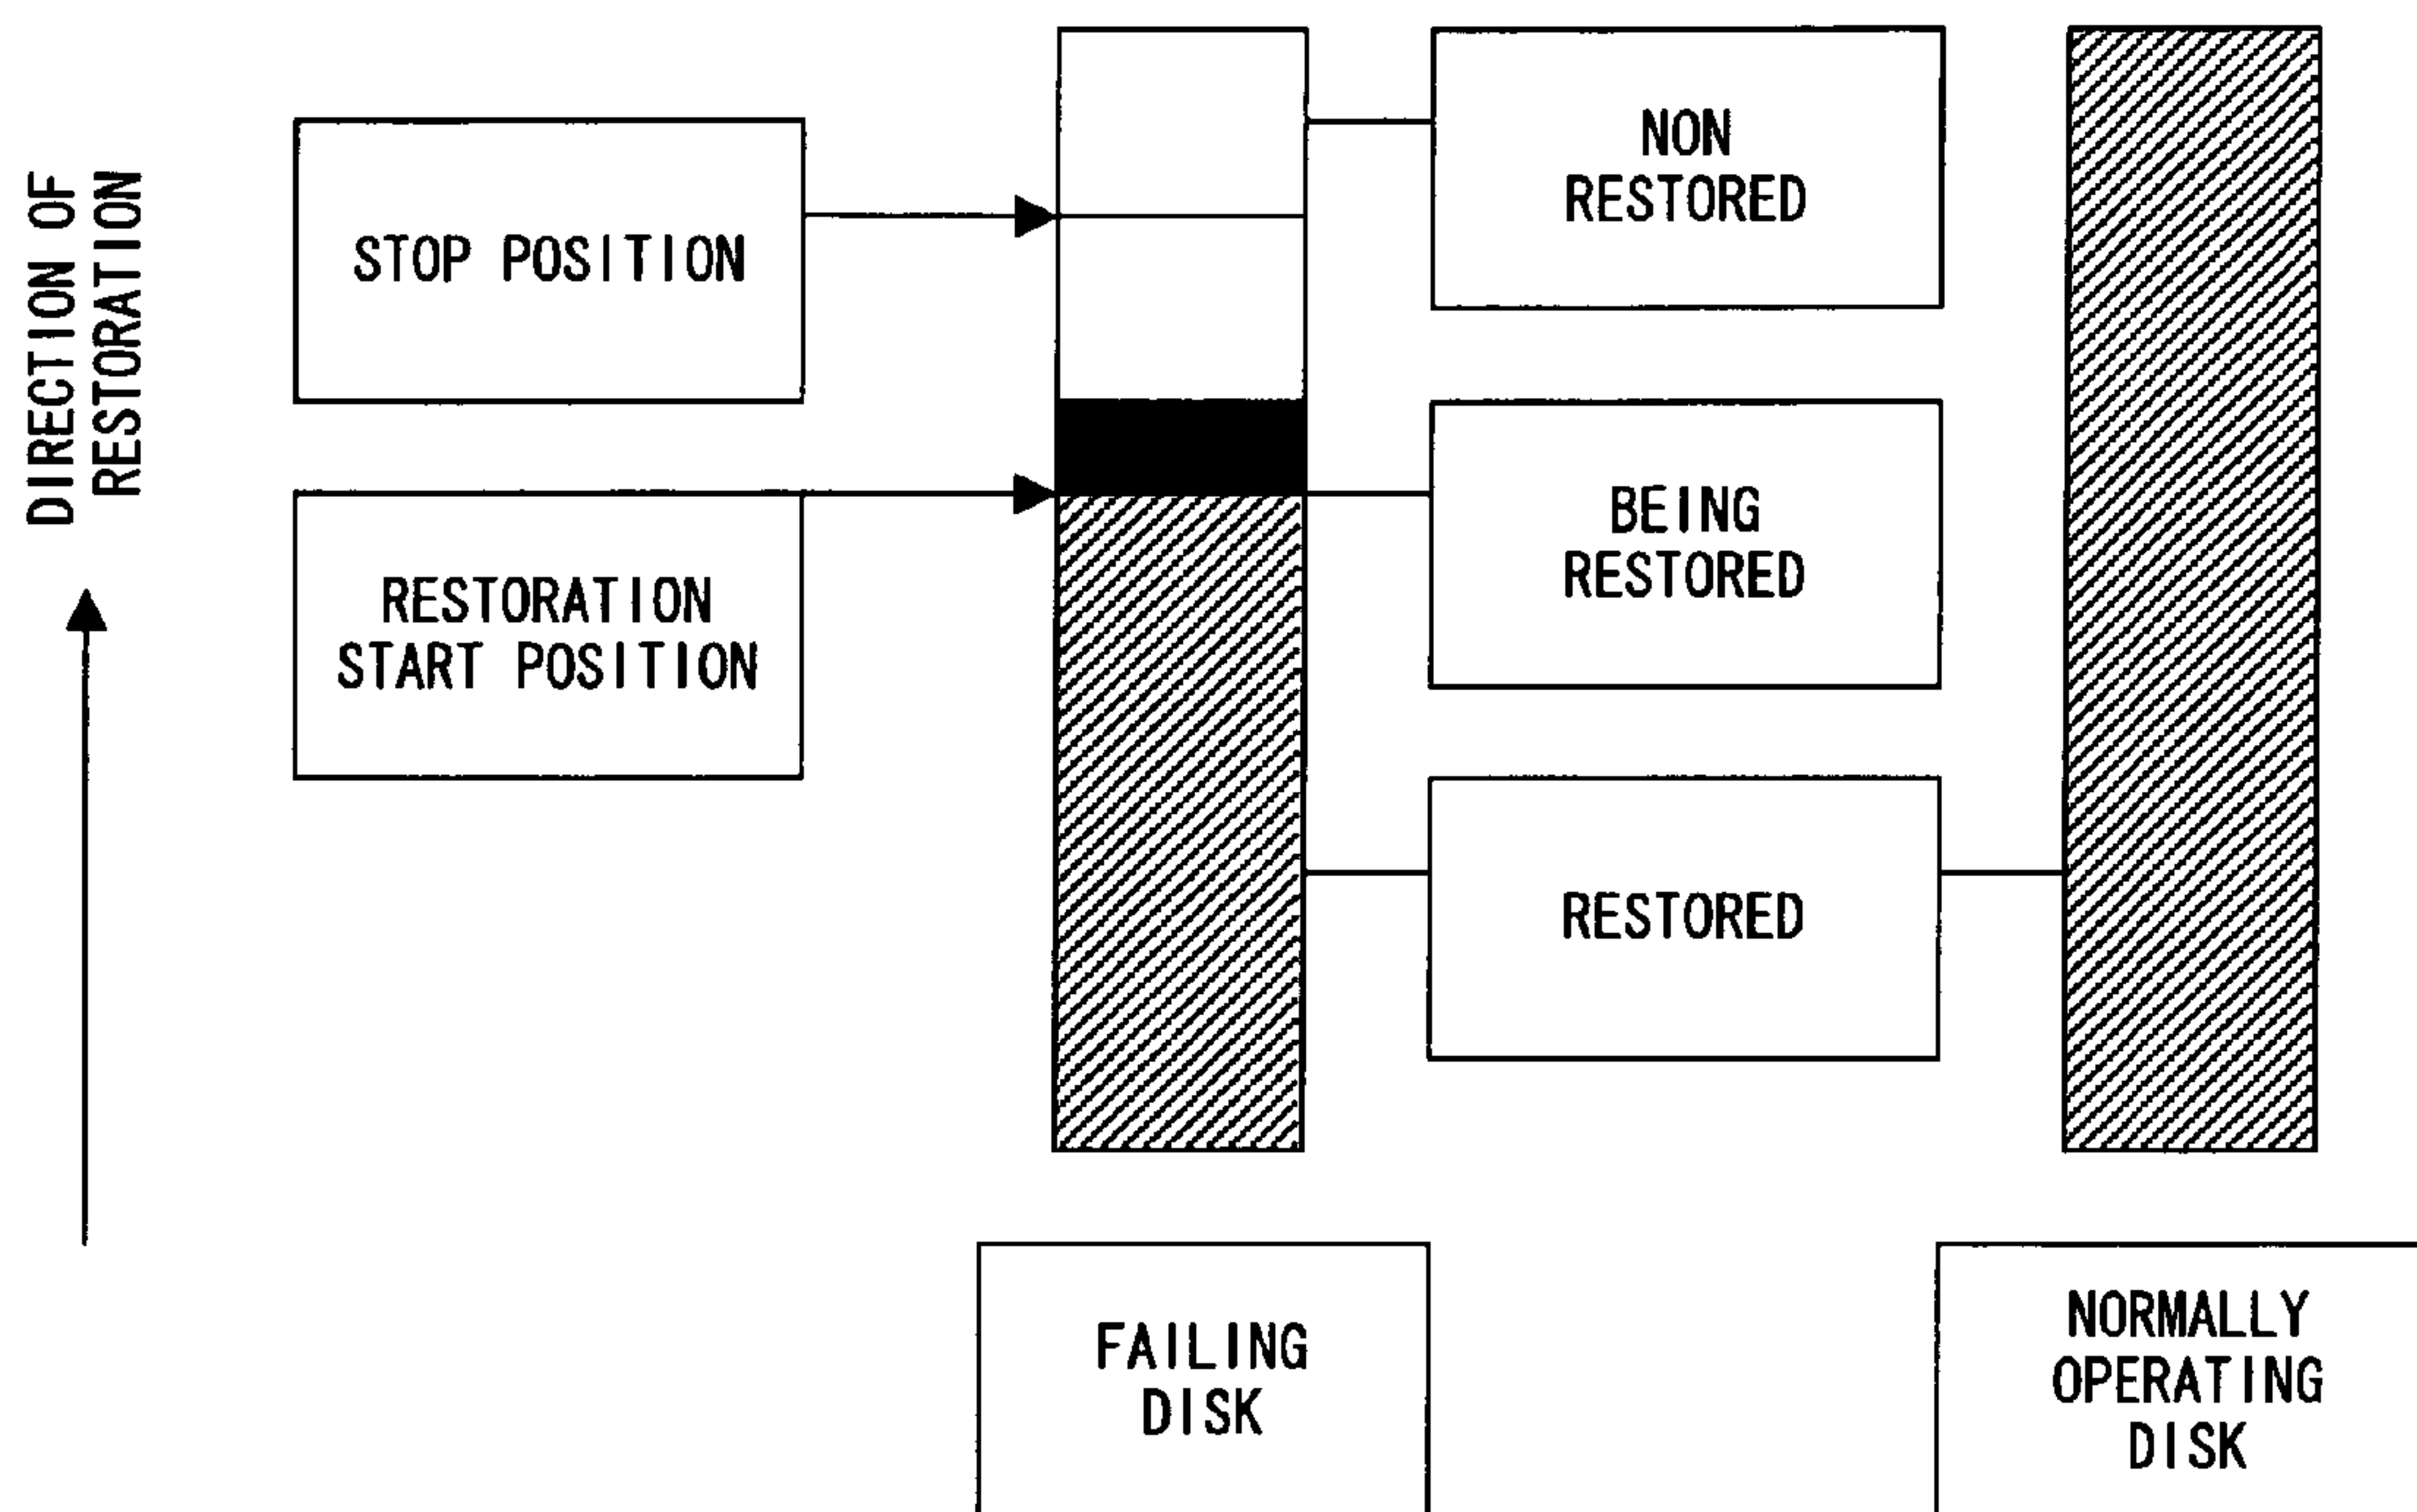 DIRECTION OF
RESTORATION
STOP POSITION
RESTORATION
START POSITION
NON
RESTORED
BEING
RESTORED
RESTORED
FAILING
DISK
NORMALLY
OPERATING
DISK